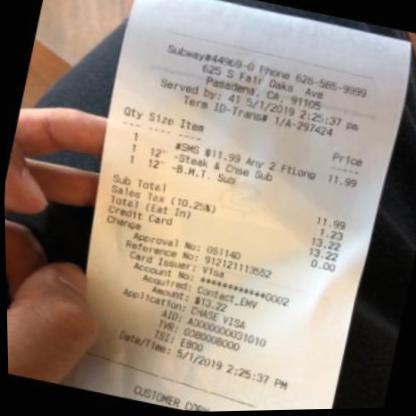 Subway#44969-0 Phone 626-585-9999
625 S Fair Oaks Ave
Pasadena, CA, 91105
Served by: 41 5/1/2019 2:25:37 pm
Term ID-Trans# 1/A-297424
Qty Size Item Price
1 #SMS $11.99 Any 2 FtLong 11.99
1 12" -Steak & Chse Sub
1 12" -B.M.T. Sub
Sub Total 11.99
Sales Tax (10.25%) 1.23
Total (Eat In) 13.22
Credit Card 13.22
Change 0.00
Approval No: 061140
Reference No: 912121113552
Card Issuer: Visa
Account No: ************0002
Acquired: Contact_EMV
Amount: $13.22
Application: CHASE VISA
AID: A0000000031010
TVR: 0080008000
TSI: E800
Date/Time: 5/1/2019 2:25:37 PM
CUSTOMER COPY